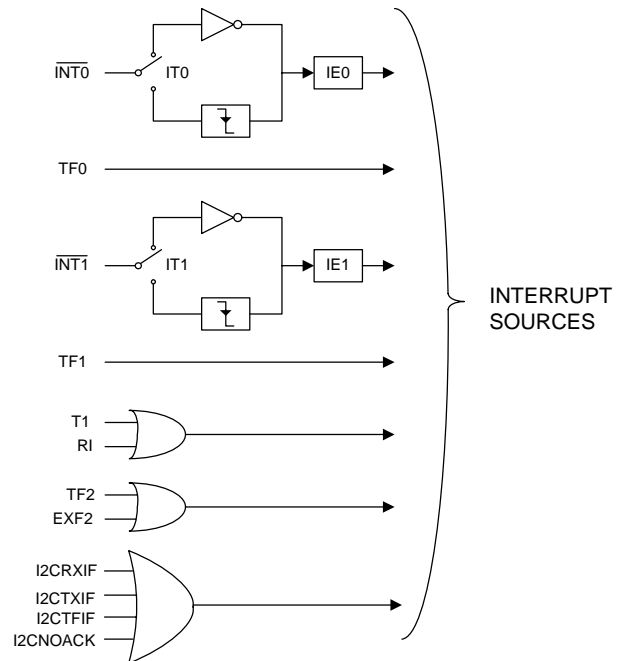 INT0
IT0
IE0
TF0
INT1
IT1
IE1
INTERRUPT
SOURCES
TF1
T1
RI
TF2
EXF2
I2CRXIF
I2CTXIF
I2CTFIF
I2CNOACK